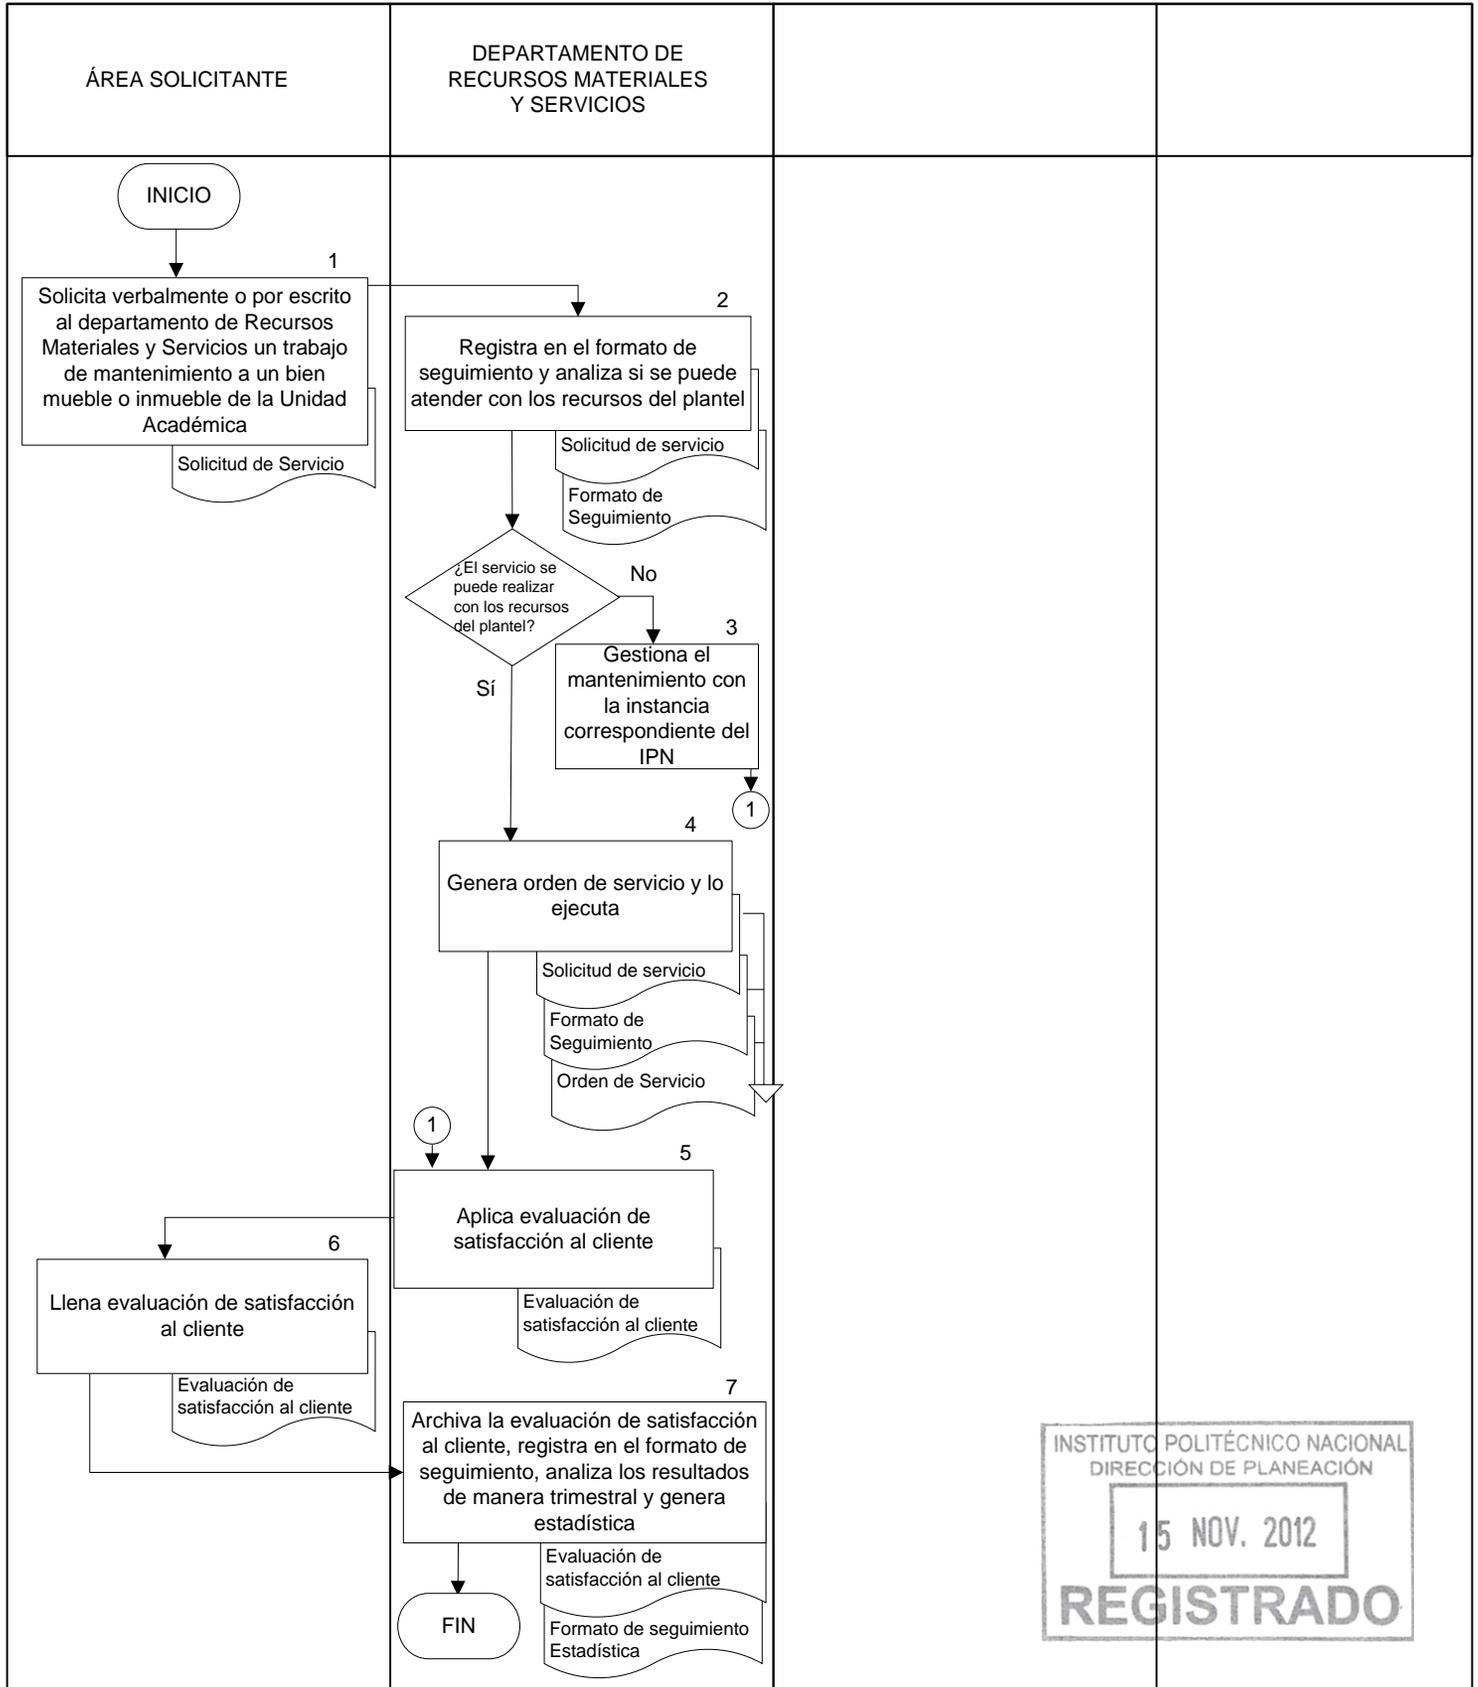 ÁREA SOLICITANTE
DEPARTAMENTO DE
RECURSOS MATERIALES
Y SERVICIOS
INICIO
1
Solicita verbalmente o por escrito
al departamento de Recursos
Materiales y Servicios un trabajo
de mantenimiento a un bien
mueble o inmueble de la Unidad
Académica
Solicitud de Servicio
2
Registra en el formato de
seguimiento y analiza si se puede
atender con los recursos del plantel
Solicitud de servicio
Formato de
Seguimiento
¿El servicio se
puede realizar
con los recursos
del plantel?
No
Sí
3
Gestiona el
mantenimiento con
la instancia
correspondiente del
IPN
1
4
Genera orden de servicio y lo
ejecuta
Solicitud de servicio
Formato de
Seguimiento
Orden de Servicio
1
5
Aplica evaluación de
satisfacción al cliente
Evaluación de
satisfacción al cliente
6
Llena evaluación de satisfacción
al cliente
Evaluación de
satisfacción al cliente
7
Archiva la evaluación de satisfacción
al cliente, registra en el formato de
seguimiento, analiza los resultados
de manera trimestral y genera
estadística
Evaluación de
satisfacción al cliente
Formato de seguimiento
Estadística
FIN
INSTITUTO POLITÉCNICO NACIONAL
DIRECCIÓN DE PLANEACIÓN
15 NOV. 2012
REGISTRADO